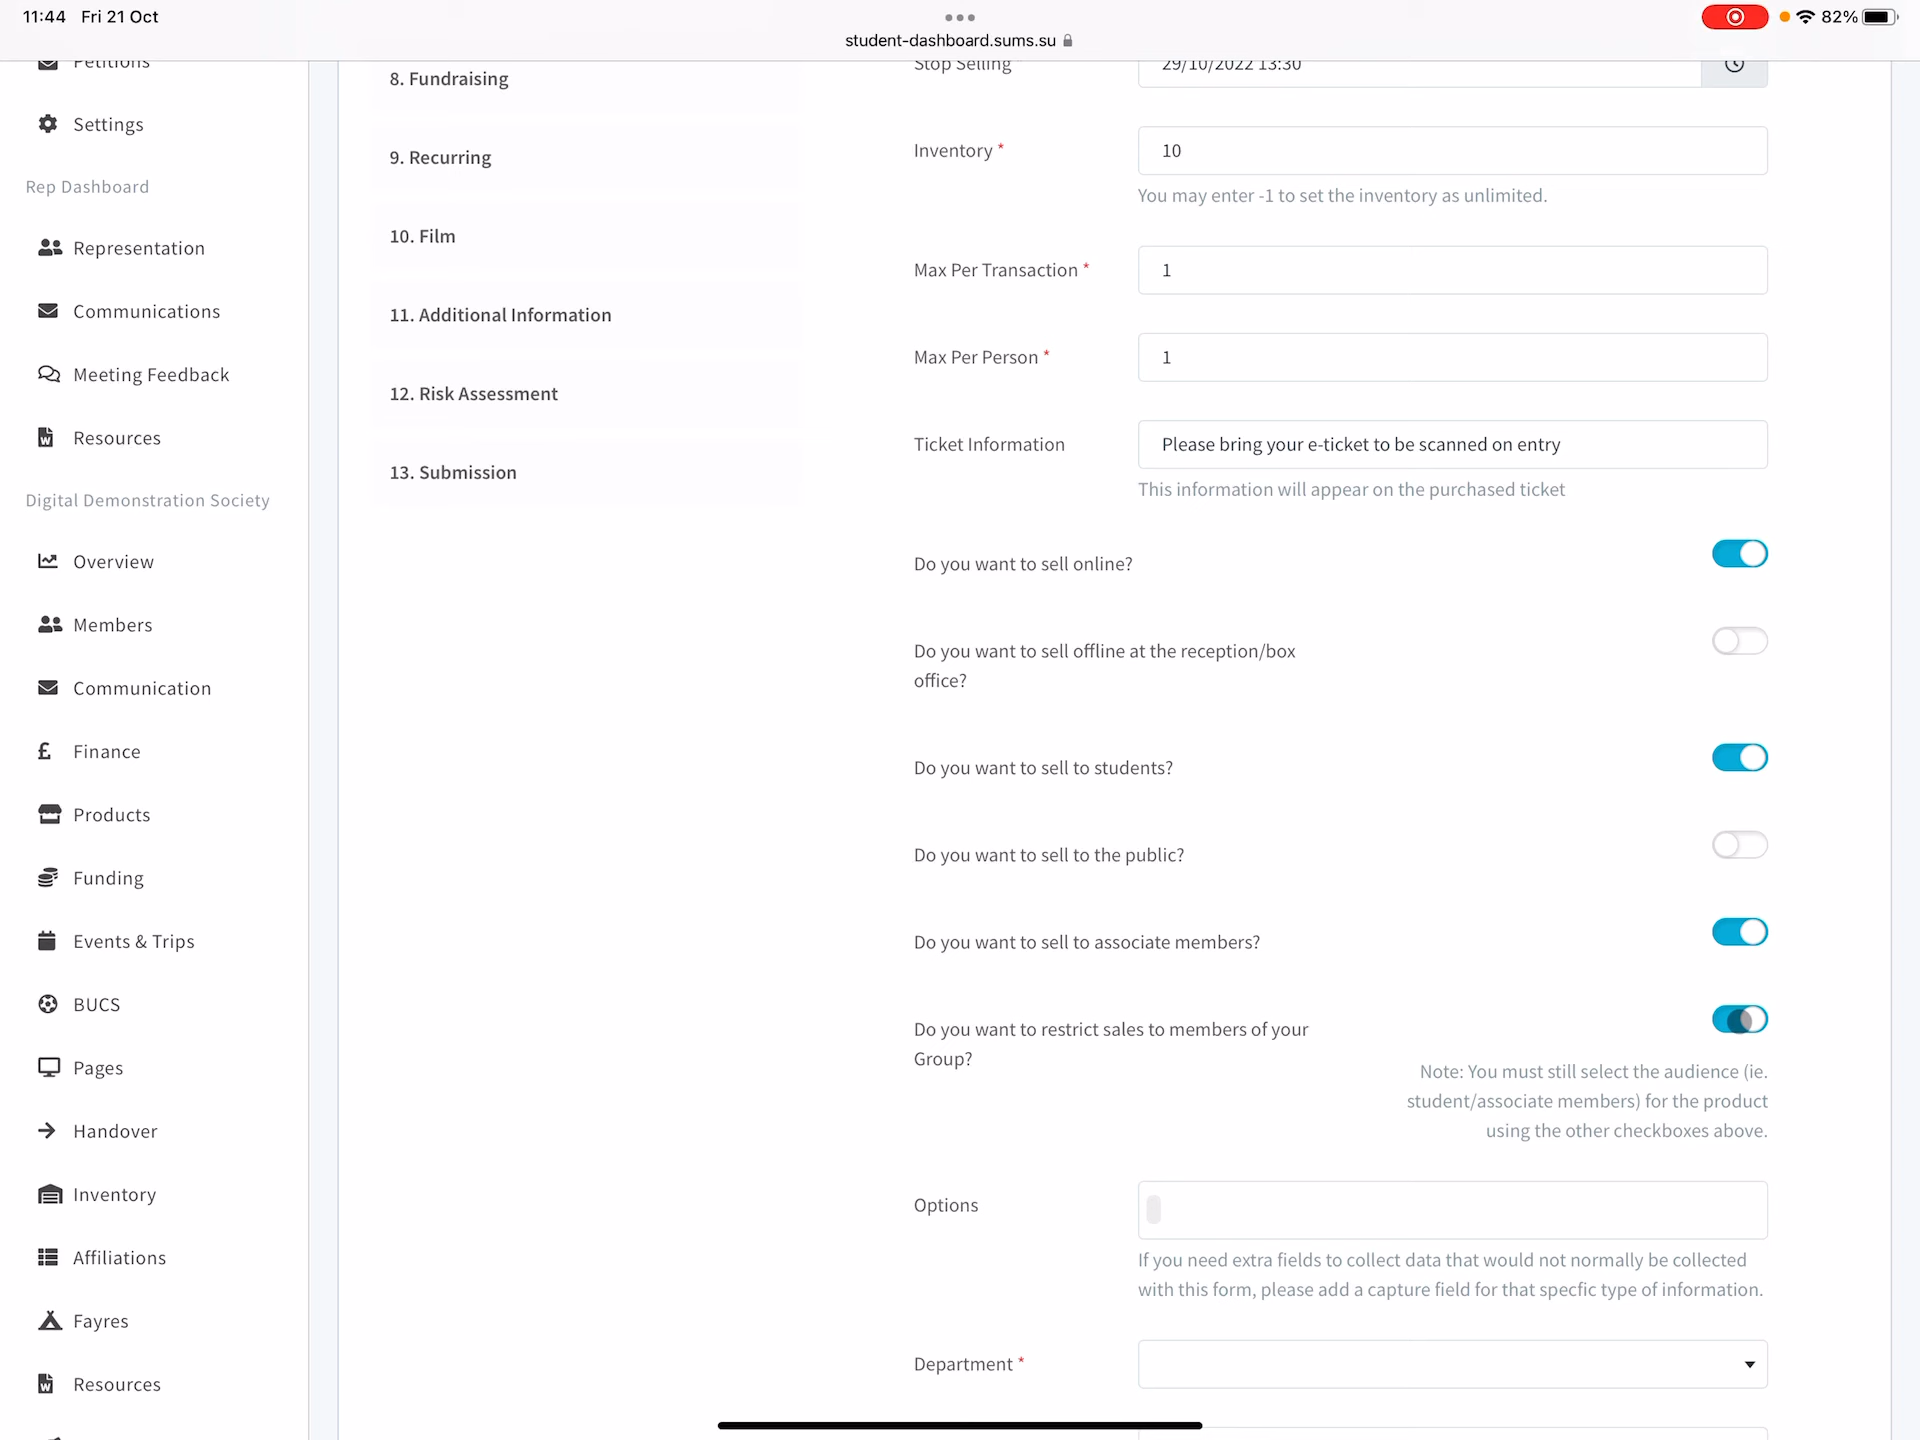 11:44 Fri 21 Oct
82%
student-dashboard.sums.su
Petitions
Settings
Rep Dashboard
Representation
Communications
Meeting Feedback
Resources
Digital Demonstration Society
Overview
Members
Communication
Finance
Products
Funding
Events & Trips
BUCS
Pages
Handover
Inventory
Affiliations
Fayres
Resources
8. Fundraising
9. Recurring
10. Film
11. Additional Information
12. Risk Assessment
13. Submission
Stop Selling
29/10/2022 13:30
Inventory *
10
You may enter -1 to set the inventory as unlimited.
Max Per Transaction *
1
Max Per Person *
1
Ticket Information
Please bring your e-ticket to be scanned on entry
This information will appear on the purchased ticket
Do you want to sell online?
Do you want to sell offline at the reception/box
office?
Do you want to sell to students?
Do you want to sell to the public?
Do you want to sell to associate members?
Do you want to restrict sales to members of your
Group?
Note: You must still select the audience (ie.
student/associate members) for the product
using the other checkboxes above.
Options
If you need extra fields to collect data that would not normally be collected
with this form, please add a capture field for that specfic type of information.
Department *